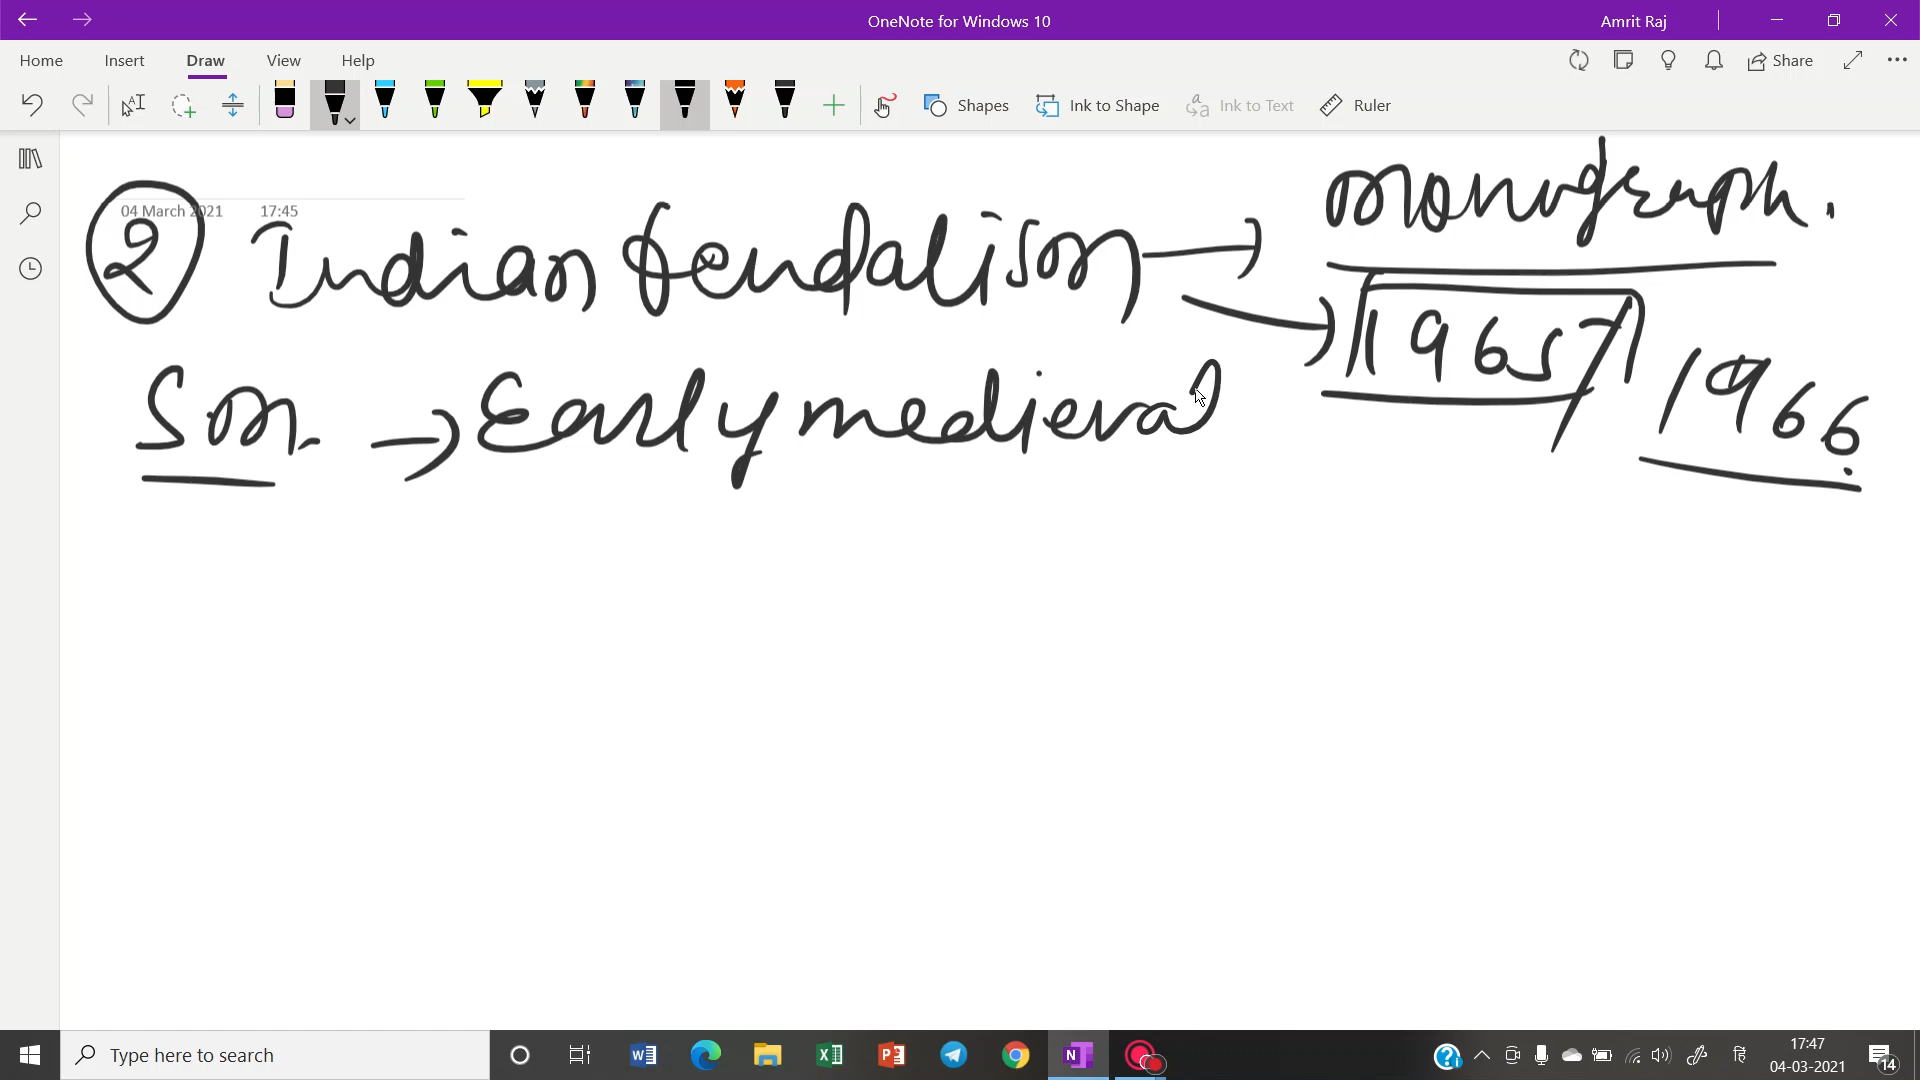 OneNote for Windows 10
Amrit Raj
Home Insert Draw View Help
Share
Shapes Ink to Shape Ink to Text Ruler
04 March 2021 17:45
monograph.
② Indian feudalism →
→ 1965 / 1966
→ Early medieval
Type here to search
हि
17:47
04-03-2021
14